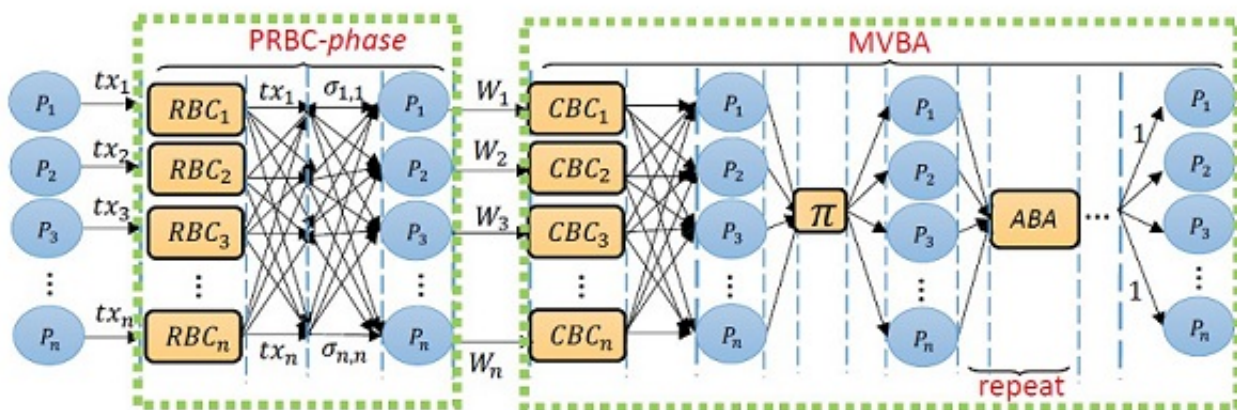 PRBC-phase
MVBA
P₁ tx₁ RBC₁ tx₁ σ₁,₁ P₁ W₁ CBC₁ P₁ P₁ 1 P₁
P₂ tx₂ RBC₂ P₂ W₂ CBC₂ P₂ P₂ P₂
P₃ tx₃ RBC₃ P₃ W₃ CBC₃ P₃ π P₃ ABA ... P₃
⋮ ⋮ ⋮ ⋮ ⋮ ⋮ ⋮
Pₙ txₙ RBCₙ txₙ σₙ,ₙ Pₙ Wₙ CBCₙ Pₙ Pₙ 1 Pₙ
repeat